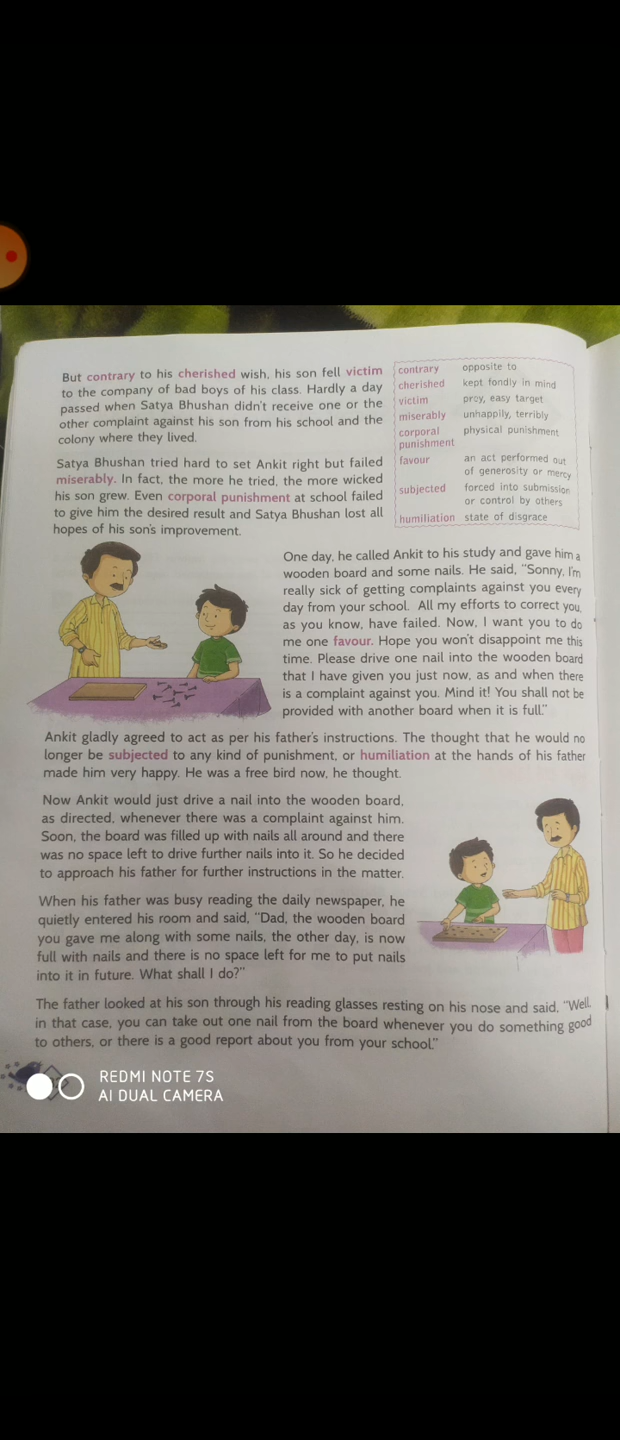 But contrary to his cherished wish, his son fell victim
to the company of bad boys of his class. Hardly a day
passed when Satya Bhushan didn't receive one or the
other complaint against his son from his school and the
colony where they lived.
Satya Bhushan tried hard to set Ankit right but failed
miserably. In fact, the more he tried, the more wicked
his son grew. Even corporal punishment at school failed
to give him the desired result and Satya Bhushan lost all
hopes of his son's improvement.
contrary opposite to
cherished kept fondly in mind
victim prey, easy target
miserably unhappily, terribly
corporal physical punishment
punishment
favour an act performed out
of generosity or mercy
subjected forced into submission
or control by others
humiliation state of disgrace
One day, he called Ankit to his study and gave him a
wooden board and some nails. He said, "Sonny, I'm
really sick of getting complaints against you every
day from your school. All my efforts to correct you,
as you know, have failed. Now, I want you to do
me one favour. Hope you won't disappoint me this
time. Please drive one nail into the wooden board
that I have given you just now, as and when there
is a complaint against you. Mind it! You shall not be
provided with another board when it is full."
Ankit gladly agreed to act as per his father's instructions. The thought that he would no
longer be subjected to any kind of punishment, or humiliation at the hands of his father
made him very happy. He was a free bird now, he thought.
Now Ankit would just drive a nail into the wooden board,
as directed, whenever there was a complaint against him.
Soon, the board was filled up with nails all around and there
was no space left to drive further nails into it. So he decided
to approach his father for further instructions in the matter.
When his father was busy reading the daily newspaper, he
quietly entered his room and said, "Dad, the wooden board
you gave me along with some nails, the other day, is now
full with nails and there is no space left for me to put nails
into it in future. What shall I do?"
The father looked at his son through his reading glasses resting on his nose and said, "Well,
in that case, you can take out one nail from the board whenever you do something good
to others, or there is a good report about you from your school."
REDMI NOTE 7S
AI DUAL CAMERA